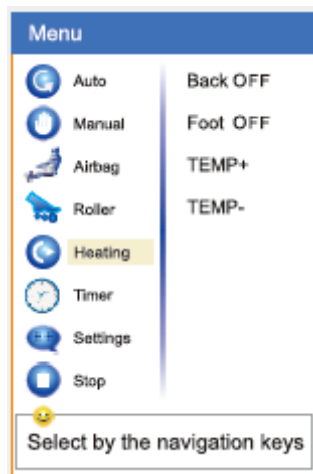 Menu
Auto
Manual
Airbag
Roller
Heating
Timer
Settings
Stop
Back OFF
Foot OFF
TEMP+
TEMP-
Select by the navigation keys